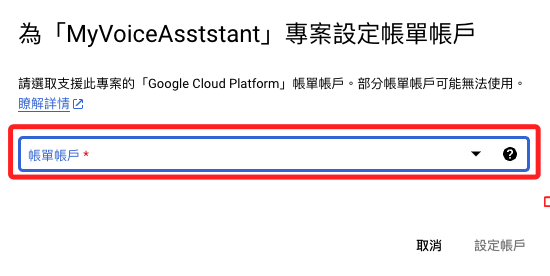 為「MyVoiceAsststant」專案設定帳單帳戶
請選取支援此專案的「Google Cloud Platform」帳單帳戶。部分帳單帳戶可能無法使用。
瞭解詳情
帳單帳戶 *
取消 設定帳戶